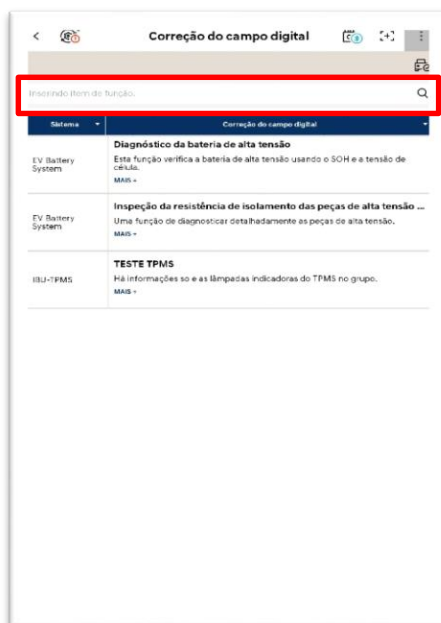 Correção do campo digital
Inserindo item de função.
Sistema
Correção do campo digital
EV Battery
System
Diagnóstico da bateria de alta tensão
Esta função verifica a bateria de alta tensão usando o SOH e a tensão de
célula.
MAIS +
EV Battery
System
Inspeção da resistência de isolamento das peças de alta tensão ...
Uma função de diagnosticar detalhadamente as peças de alta tensão.
MAIS +
IBU-TPMS
TESTE TPMS
Há informações so e as lâmpadas indicadoras do TPMS no grupo.
MAIS +